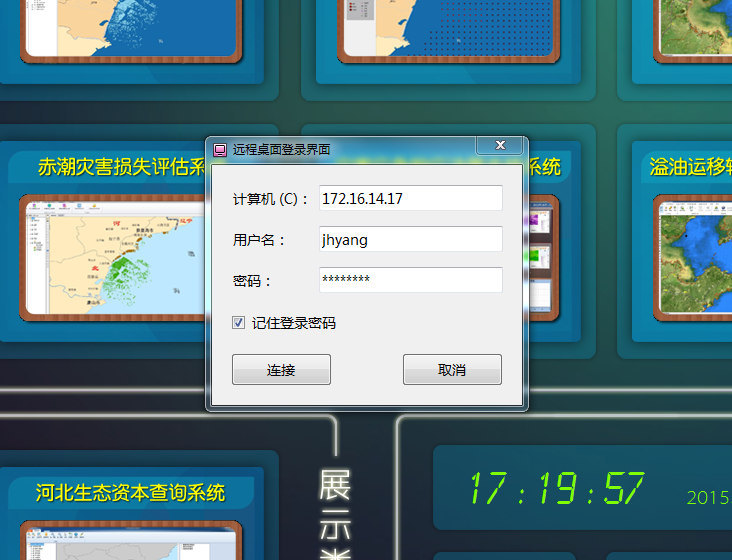 赤潮灾害损失评估系
系统
溢油运移
远程桌面登录界面
计算机 (C)： 172.16.14.17
用户名： jhyang
密码： ********
记住登录密码
连接 取消
河北生态资本查询系统
展示
17:19:57
2015